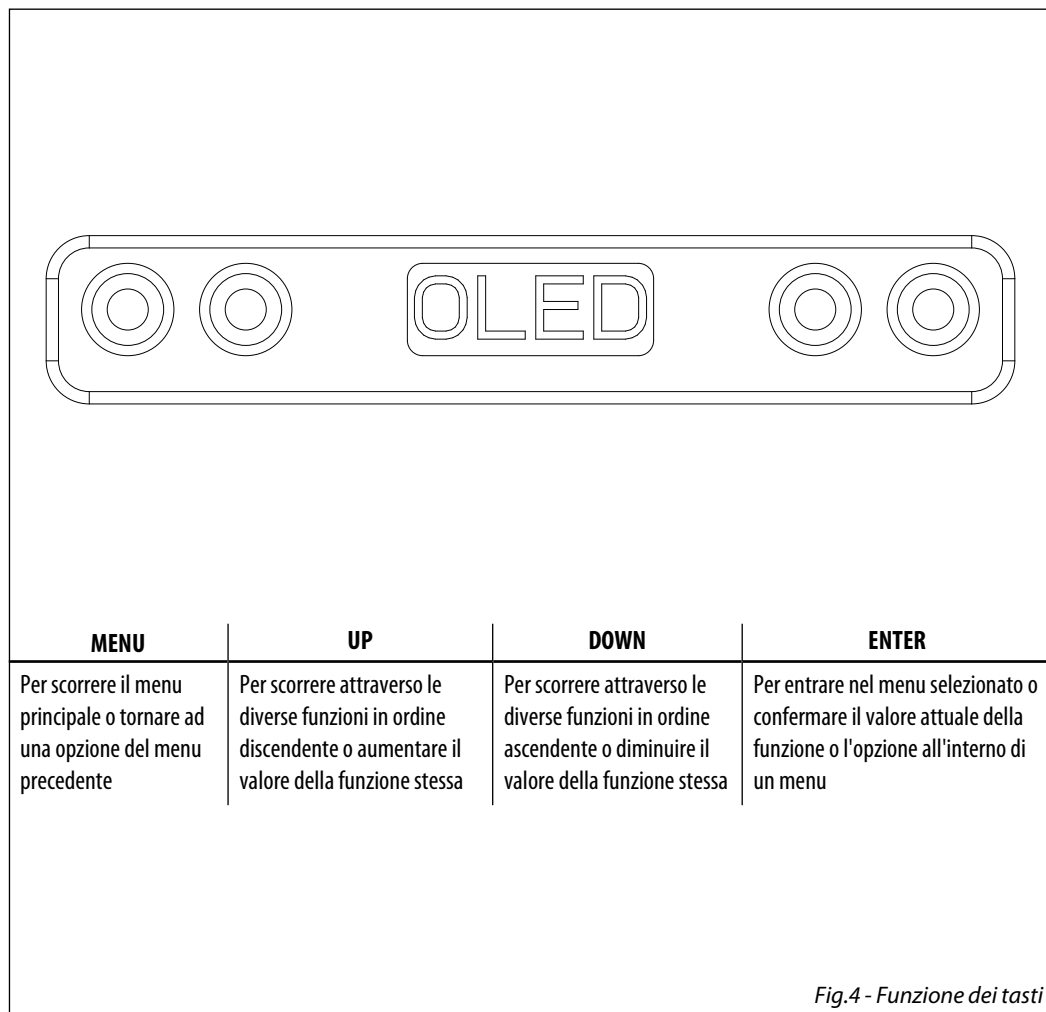 OLED
MENU
UP
DOWN
ENTER
Per scorrere il menu
principale o tornare ad
una opzione del menu
precedente
Per scorrere attraverso le
diverse funzioni in ordine
discendente o aumentare il
valore della funzione stessa
Per scorrere attraverso le
diverse funzioni in ordine
ascendente o diminuire il
valore della funzione stessa
Per entrare nel menu selezionato o
confermare il valore attuale della
funzione o l'opzione all'interno di
un menu
Fig.4 - Funzione dei tasti